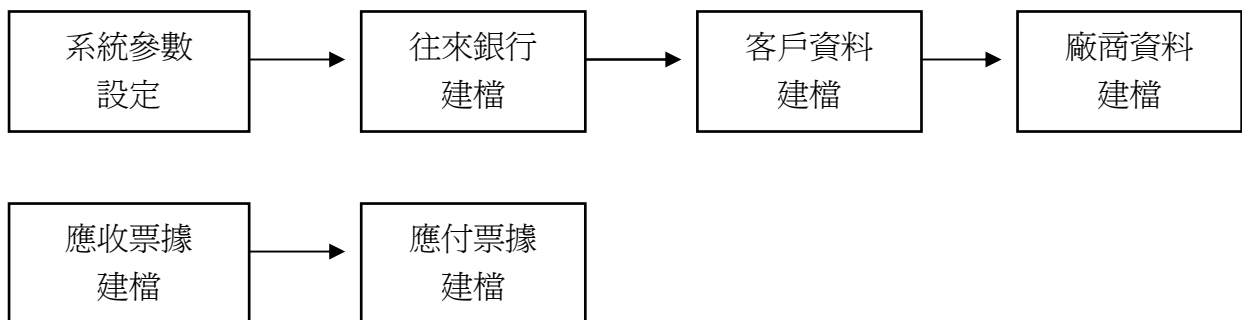 系統參數
設定
往來銀行
建檔
客戶資料
建檔
廠商資料
建檔
應收票據
建檔
應付票據
建檔